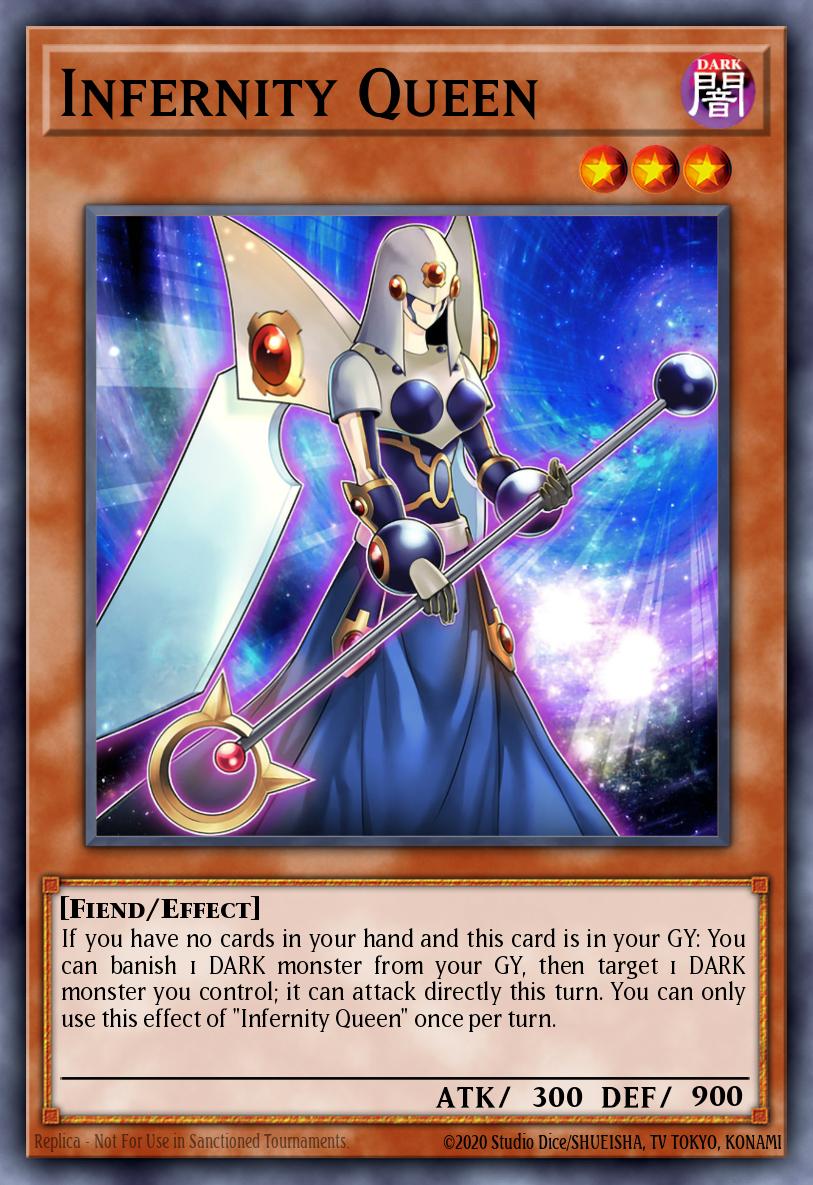 Infernity Queen
DARK
闇
[Fiend/Effect]
If you have no cards in your hand and this card is in your GY: You
can banish 1 DARK monster from your GY, then target 1 DARK
monster you control; it can attack directly this turn. You can only
use this effect of "Infernity Queen" once per turn.
ATK/ 300 DEF/ 900
Replica - Not For Use in Sanctioned Tournaments.
©2020 Studio Dice/SHUEISHA, TV TOKYO, KONAMI